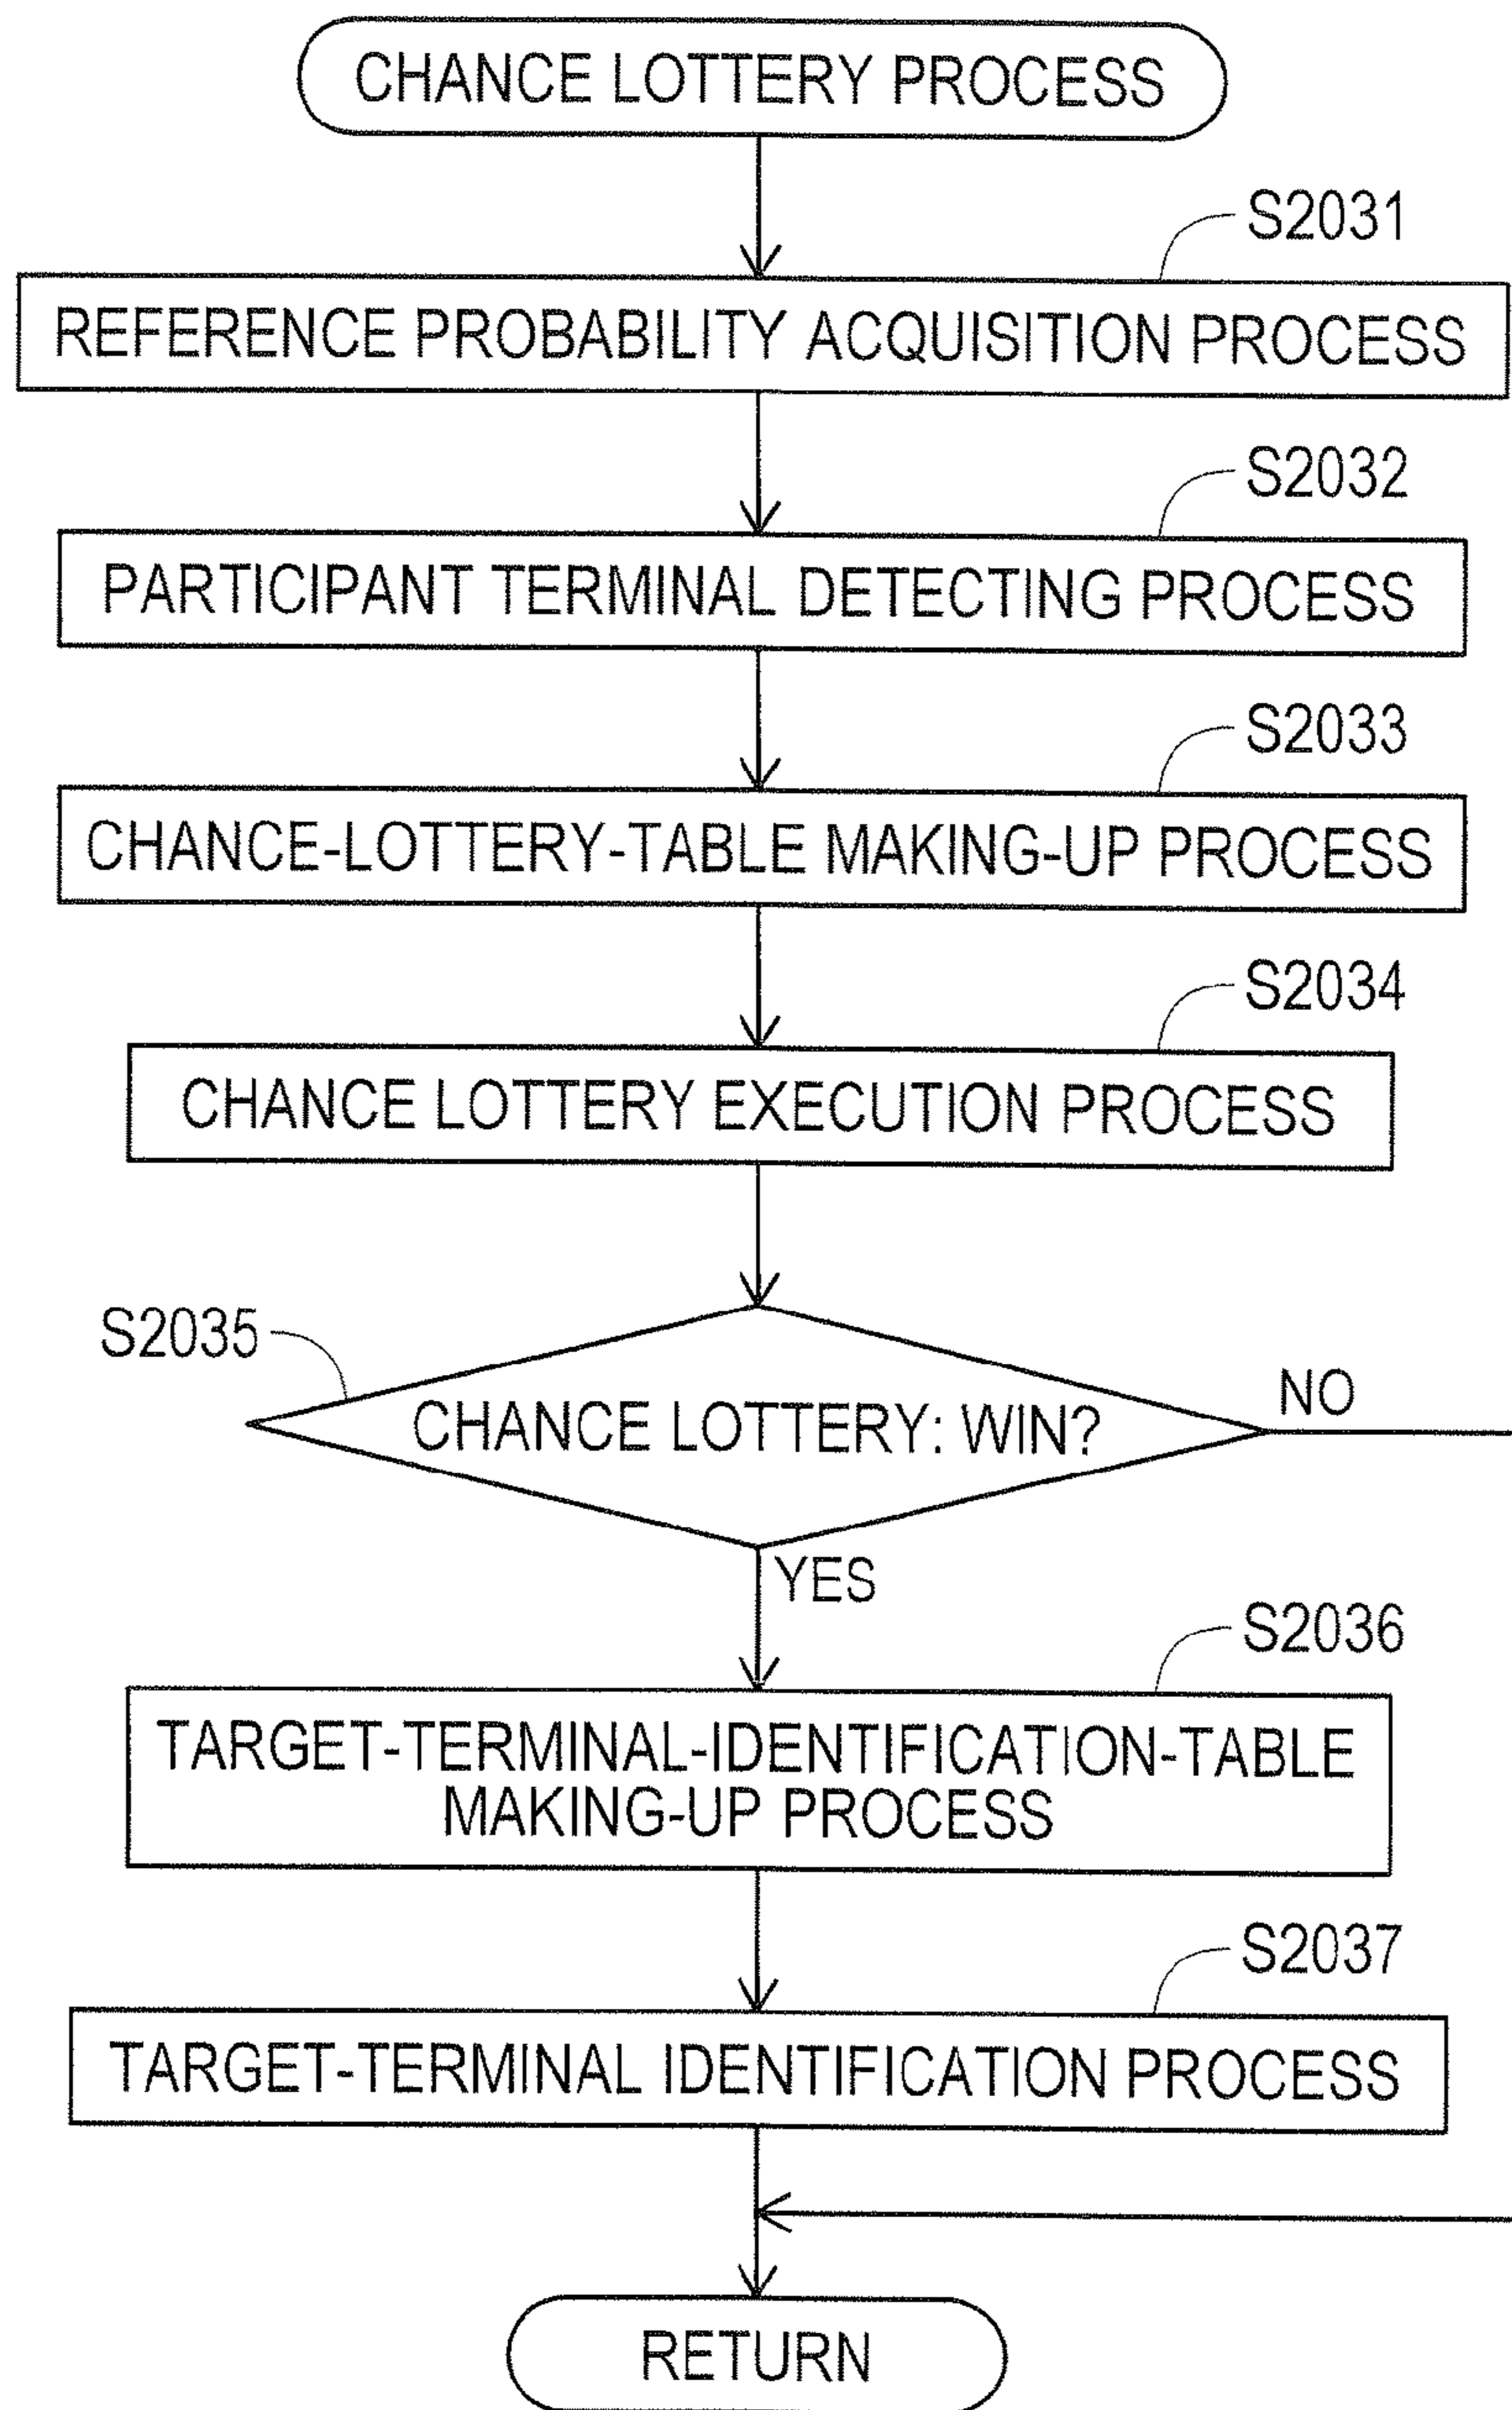 CHANCE LOTTERY PROCESS
S2031
REFERENCE PROBABILITY ACQUISITION PROCESS
S2032
PARTICIPANT TERMINAL DETECTING PROCESS
S2033
CHANCE-LOTTERY-TABLE MAKING-UP PROCESS
S2034
CHANCE LOTTERY EXECUTION PROCESS
S2035
CHANCE LOTTERY: WIN?
NO
YES
S2036
TARGET-TERMINAL-IDENTIFICATION-TABLE
MAKING-UP PROCESS
S2037
TARGET-TERMINAL IDENTIFICATION PROCESS
RETURN